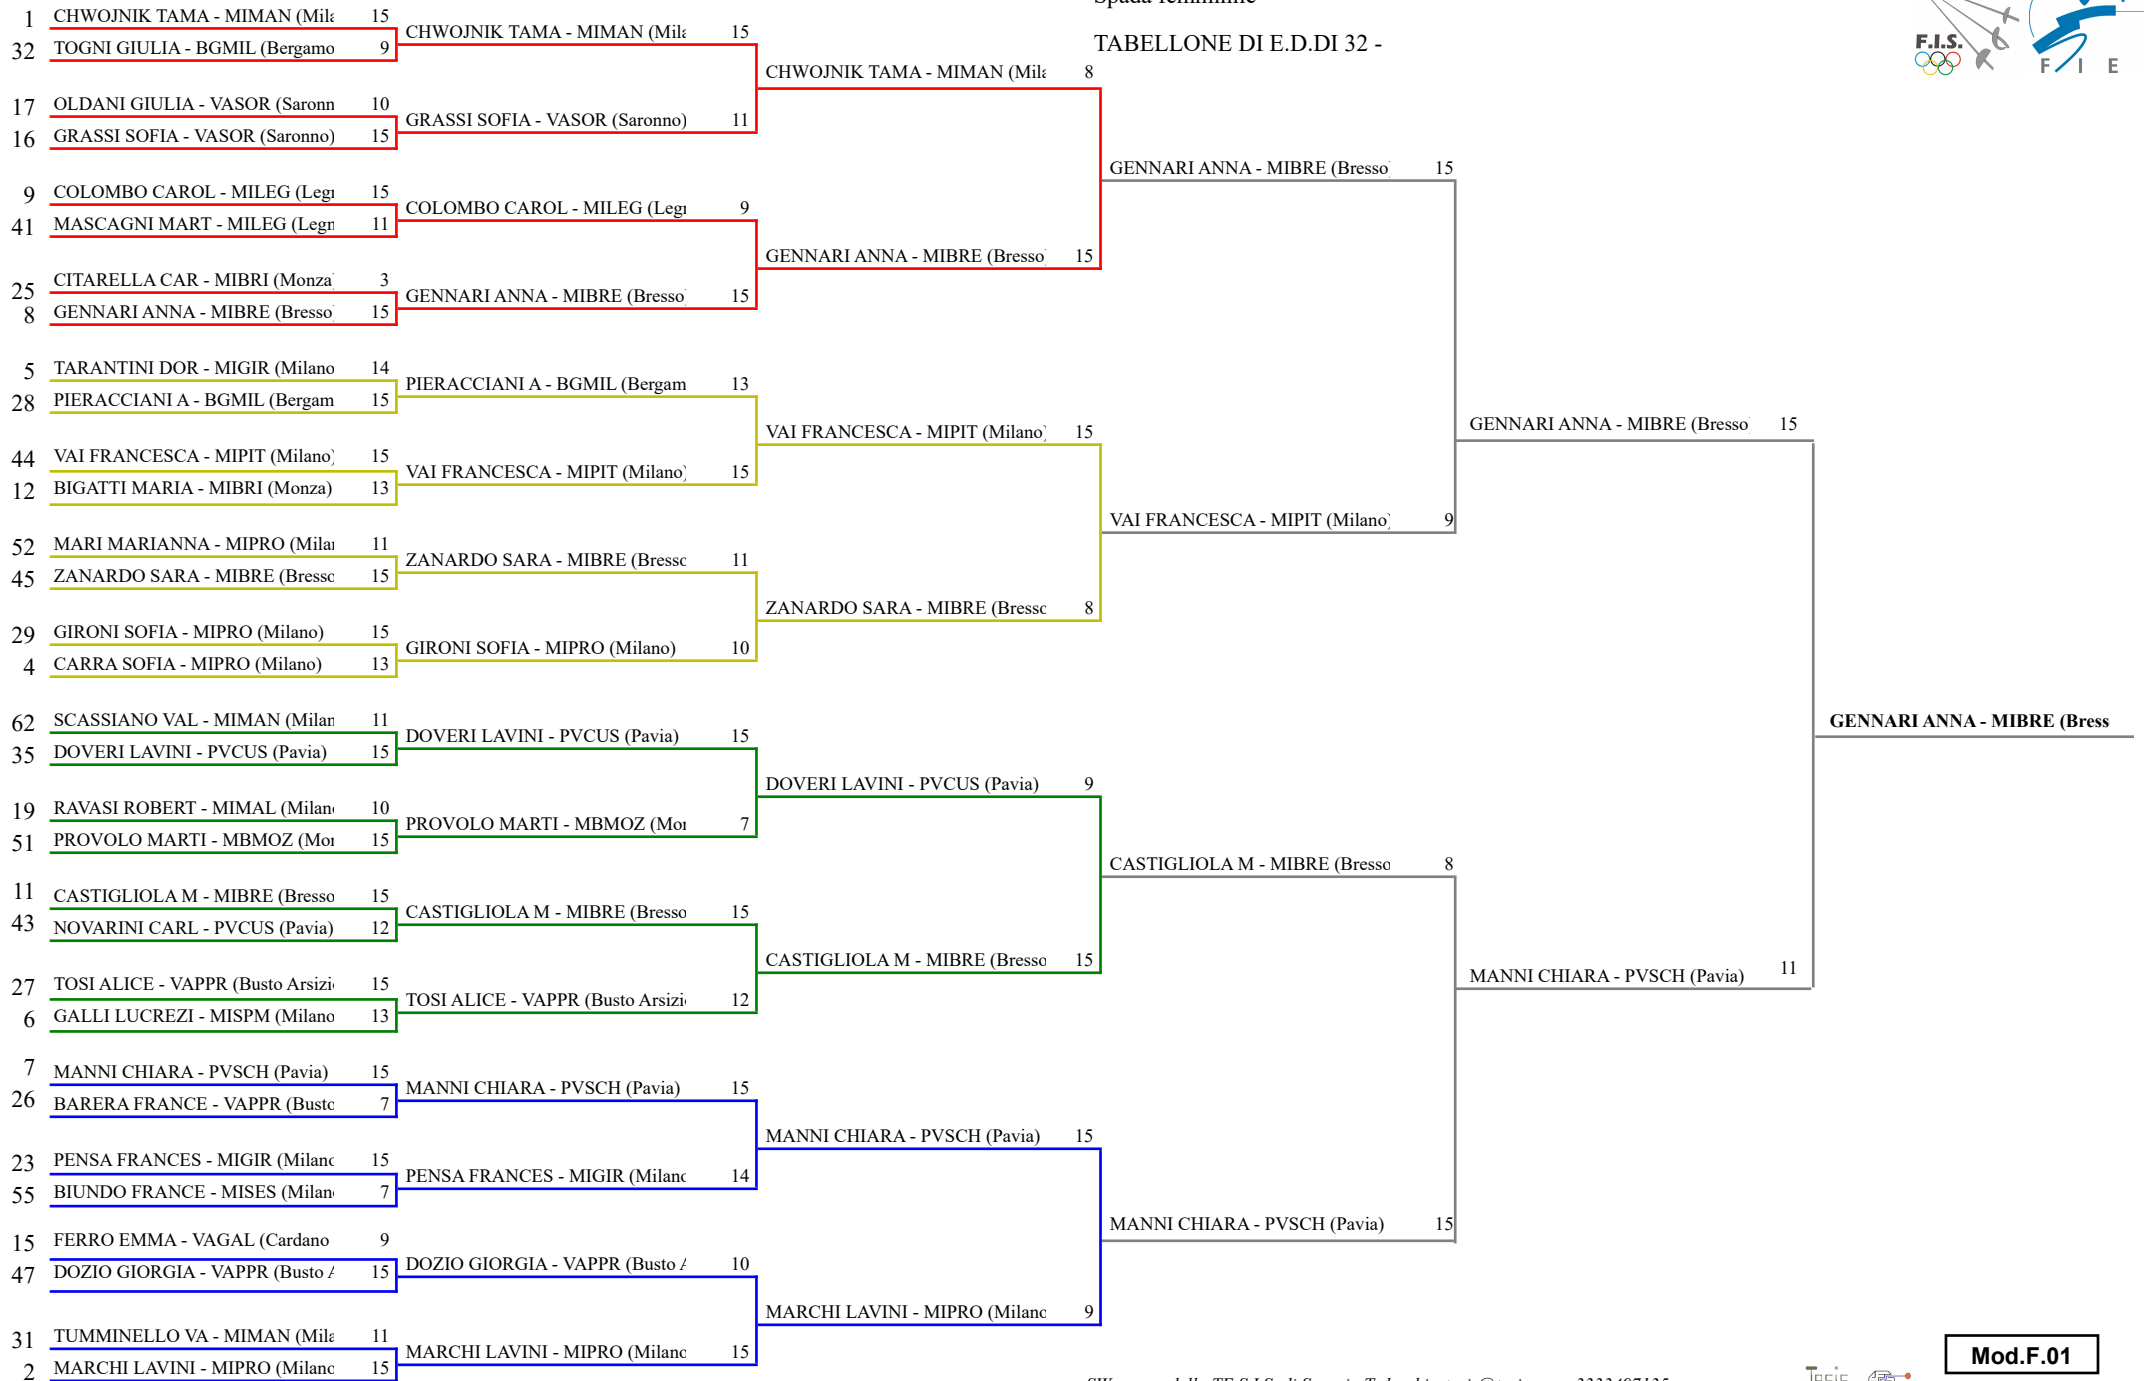 Spada femminile
TABELLONE DI E.D.DI 32 -
F.I.S.
F I E
1 CHWOJNIK TAMA - MIMAN (Mila 15
32 TOGNI GIULIA - BGMIL (Bergamo 9
17 OLDANI GIULIA - VASOR (Saronn 10
16 GRASSI SOFIA - VASOR (Saronno) 15
9 COLOMBO CAROL - MILEG (Legn 15
41 MASCAGNI MART - MILEG (Legn 11
25 CITARELLA CAR - MIBRI (Monza) 3
8 GENNARI ANNA - MIBRE (Bresso) 15
5 TARANTINI DOR - MIGIR (Milano 14
28 PIERACCIANI A - BGMIL (Bergam 15
44 VAI FRANCESCA - MIPIT (Milano) 15
12 BIGATTI MARIA - MIBRI (Monza) 13
52 MARI MARIANNA - MIPRO (Milan 11
45 ZANARDO SARA - MIBRE (Bresso 15
29 GIRONI SOFIA - MIPRO (Milano) 15
4 CARRA SOFIA - MIPRO (Milano) 13
62 SCASSIANO VAL - MIMAN (Milan 11
35 DOVERI LAVINI - PVCUS (Pavia) 15
19 RAVASI ROBERT - MIMAL (Milano 10
51 PROVOLO MARTI - MBMOZ (Mon 15
11 CASTIGLIOLA M - MIBRE (Bresso 15
43 NOVARINI CARL - PVCUS (Pavia) 12
27 TOSI ALICE - VAPPR (Busto Arsizi 15
6 GALLI LUCREZI - MISPM (Milano 13
7 MANNI CHIARA - PVSCH (Pavia) 15
26 BARERA FRANCE - VAPPR (Busto 7
23 PENSA FRANCES - MIGIR (Milano 15
55 BIUNDO FRANCE - MISES (Milano 7
15 FERRO EMMA - VAGAL (Cardano 9
47 DOZIO GIORGIA - VAPPR (Busto A 15
31 TUMMINELLO VA - MIMAN (Mila 11
2 MARCHI LAVINI - MIPRO (Milano 15
CHWOJNIK TAMA - MIMAN (Mila 15
GRASSI SOFIA - VASOR (Saronno) 11
COLOMBO CAROL - MILEG (Legn 9
GENNARI ANNA - MIBRE (Bresso) 15
PIERACCIANI A - BGMIL (Bergam 13
VAI FRANCESCA - MIPIT (Milano) 15
ZANARDO SARA - MIBRE (Bresso 11
GIRONI SOFIA - MIPRO (Milano) 10
DOVERI LAVINI - PVCUS (Pavia) 15
PROVOLO MARTI - MBMOZ (Mon 7
CASTIGLIOLA M - MIBRE (Bresso 15
TOSI ALICE - VAPPR (Busto Arsizi 12
MANNI CHIARA - PVSCH (Pavia) 15
PENSA FRANCES - MIGIR (Milano 14
DOZIO GIORGIA - VAPPR (Busto A 10
MARCHI LAVINI - MIPRO (Milano 15
CHWOJNIK TAMA - MIMAN (Mila 8
GENNARI ANNA - MIBRE (Bresso) 15
VAI FRANCESCA - MIPIT (Milano) 15
ZANARDO SARA - MIBRE (Bresso 8
DOVERI LAVINI - PVCUS (Pavia) 9
CASTIGLIOLA M - MIBRE (Bresso 15
MANNI CHIARA - PVSCH (Pavia) 15
MARCHI LAVINI - MIPRO (Milano 9
GENNARI ANNA - MIBRE (Bresso) 15
VAI FRANCESCA - MIPIT (Milano) 9
CASTIGLIOLA M - MIBRE (Bresso 8
MANNI CHIARA - PVSCH (Pavia) 15
GENNARI ANNA - MIBRE (Bresso) 15
MANNI CHIARA - PVSCH (Pavia) 11
GENNARI ANNA - MIBRE (Bress
Mod.F.01